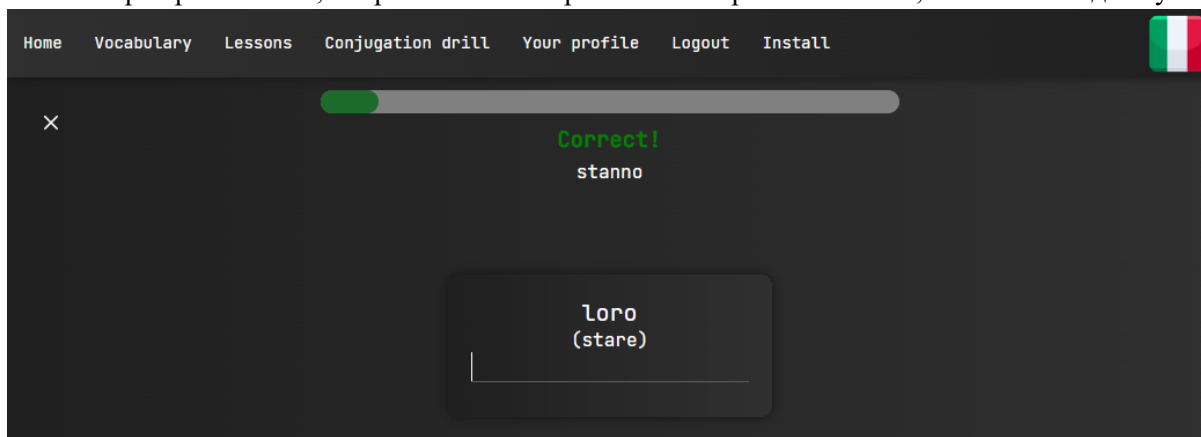 Home Vocabulary Lessons Conjugation drill Your profile Logout Install
Correct!
stanno
loro
(stare)